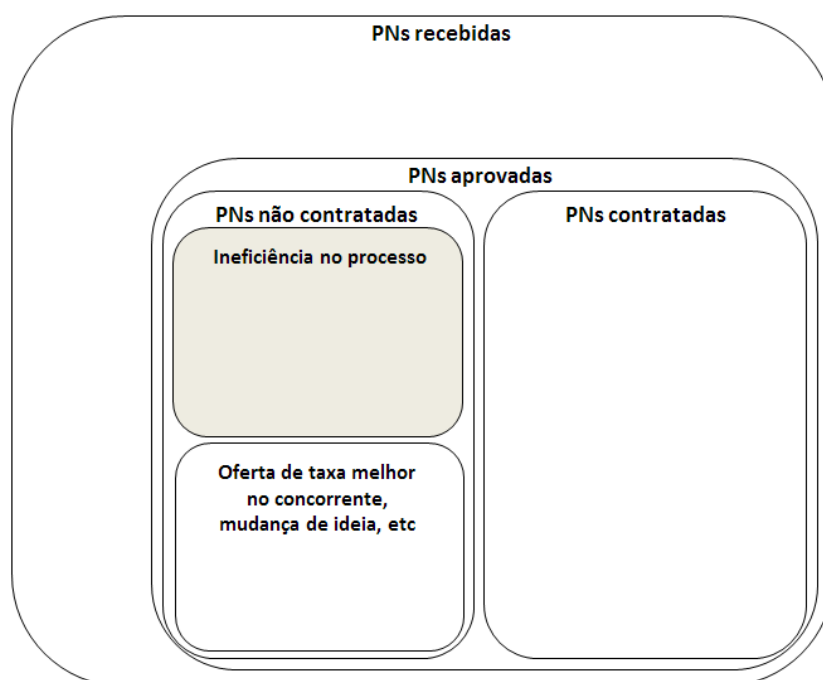 PNs recebidas
PNs aprovadas
PNs não contratadas
PNs contratadas
Ineficiência no processo
Oferta de taxa melhor
no concorrente,
mudança de ideia, etc